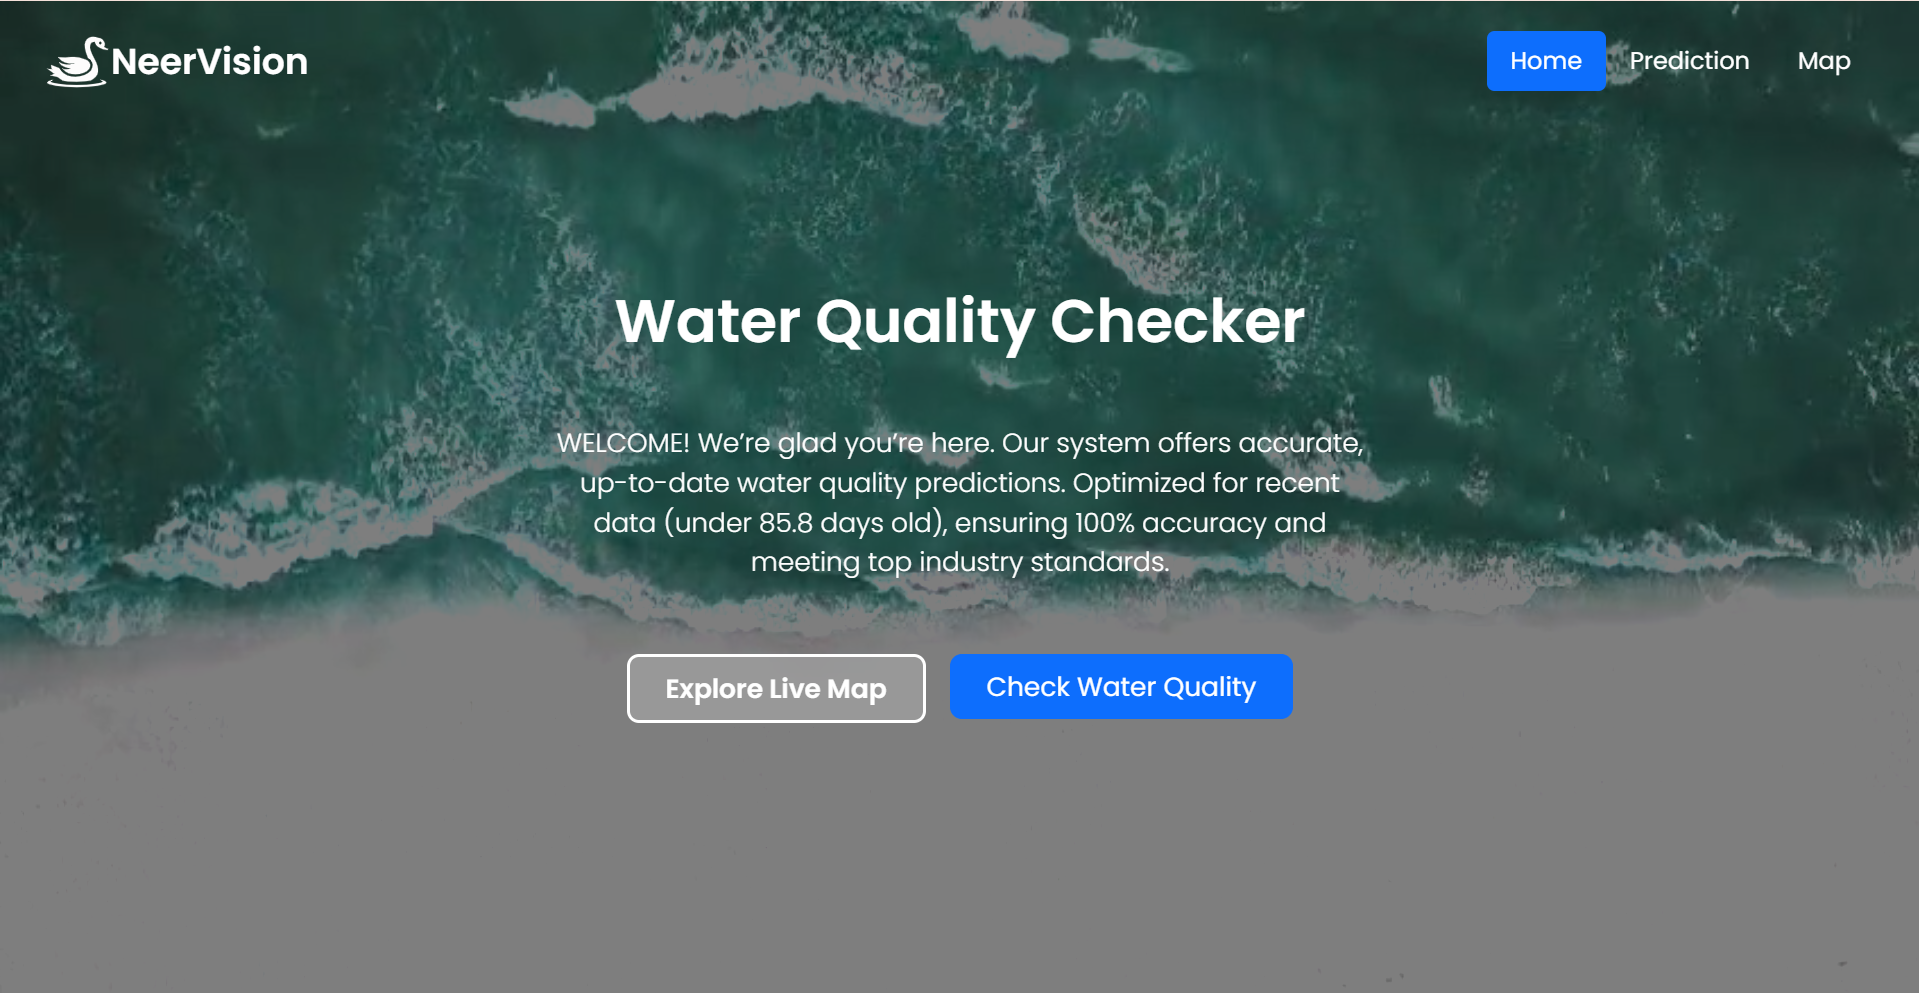 NeerVision
Home
Prediction
Map
Water Quality Checker
WELCOME! We’re glad you’re here. Our system offers accurate,
up-to-date water quality predictions. Optimized for recent
data (under 85.8 days old), ensuring 100% accuracy and
meeting top industry standards.
Explore Live Map
Check Water Quality